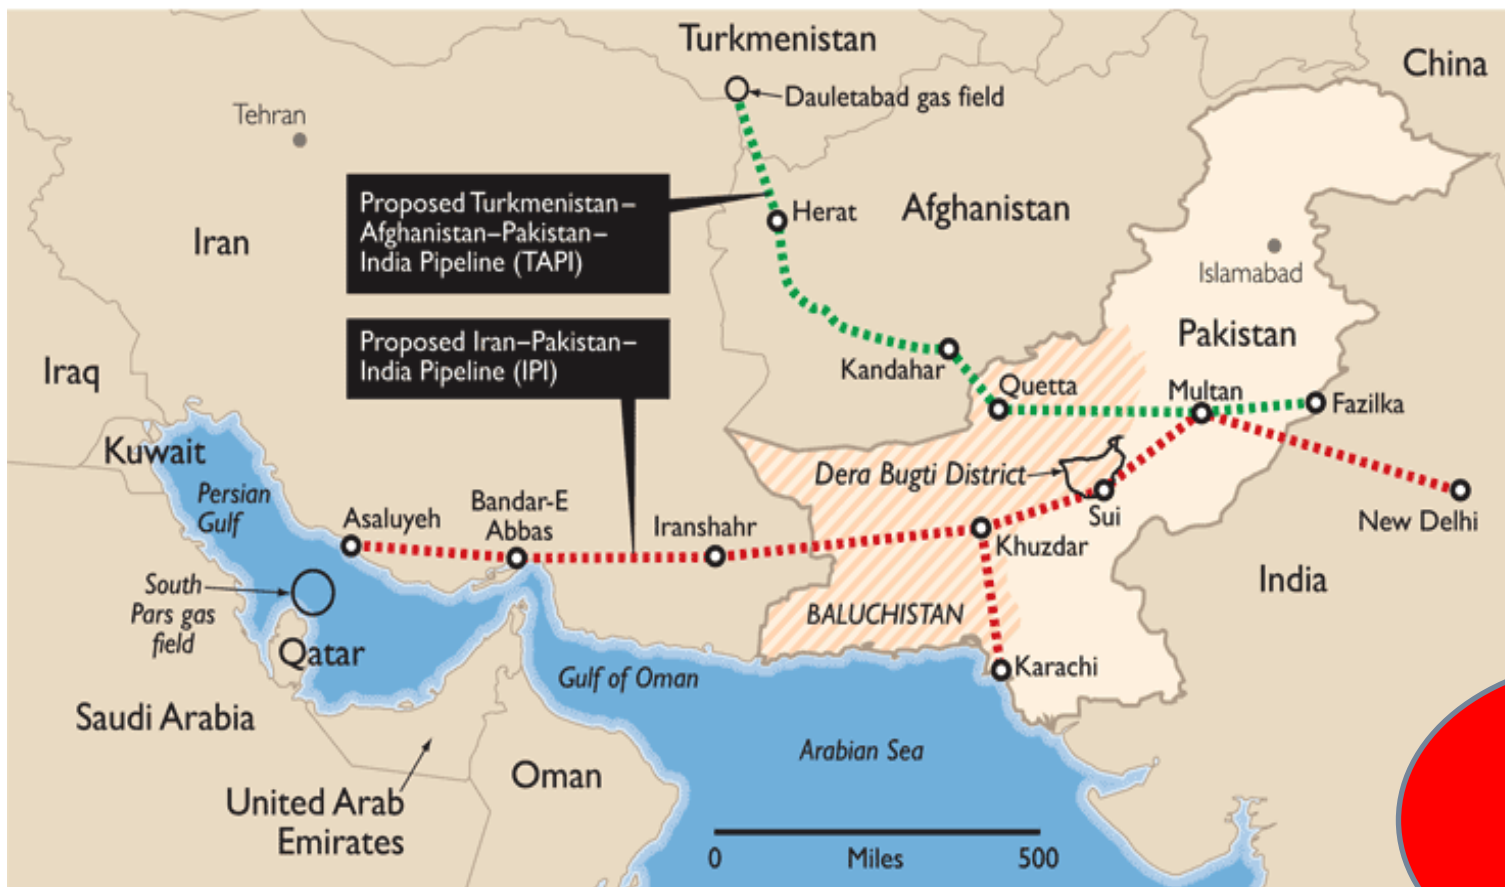 Turkmenistan
China
Dauletabad gas field
Tehran
Proposed Turkmenistan–
Afghanistan–Pakistan–
India Pipeline (TAPI)
Herat
Afghanistan
Iran
Islamabad
Proposed Iran–Pakistan–
India Pipeline (IPI)
Pakistan
Iraq
Kandahar
Quetta
Multan
Fazilka
Kuwait
Dera Bugti District
Persian
Gulf
Asaluyeh
Bandar-E
Abbas
Iranshahr
Sui
New Delhi
Khuzdar
South
Pars gas
field
India
BALUCHISTAN
Qatar
Gulf of Oman
Karachi
Saudi Arabia
Arabian Sea
Oman
United Arab
Emirates
0 Miles 500